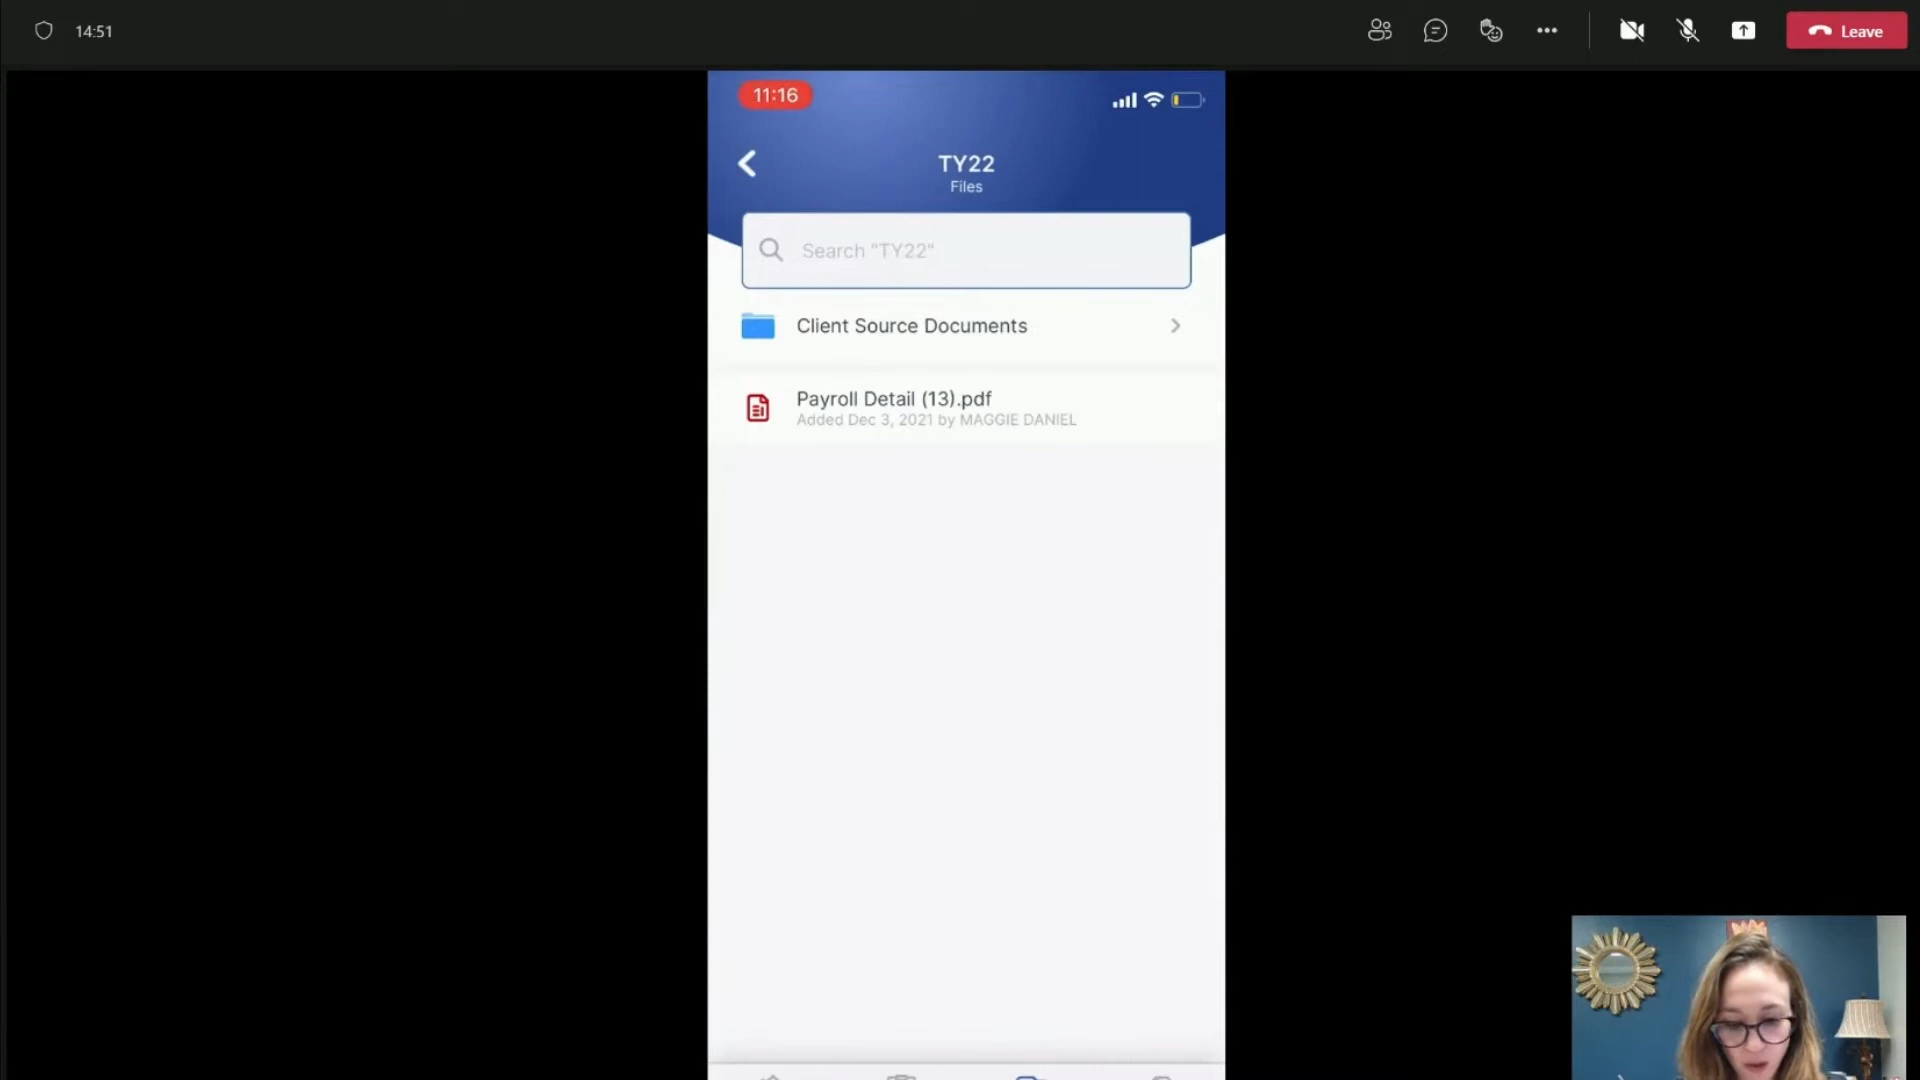 14:51
Leave
11:16
TY22
Files
Search "TY22"
Client Source Documents
Payroll Detail (13).pdf
Added Dec 3, 2021 by MAGGIE DANIEL